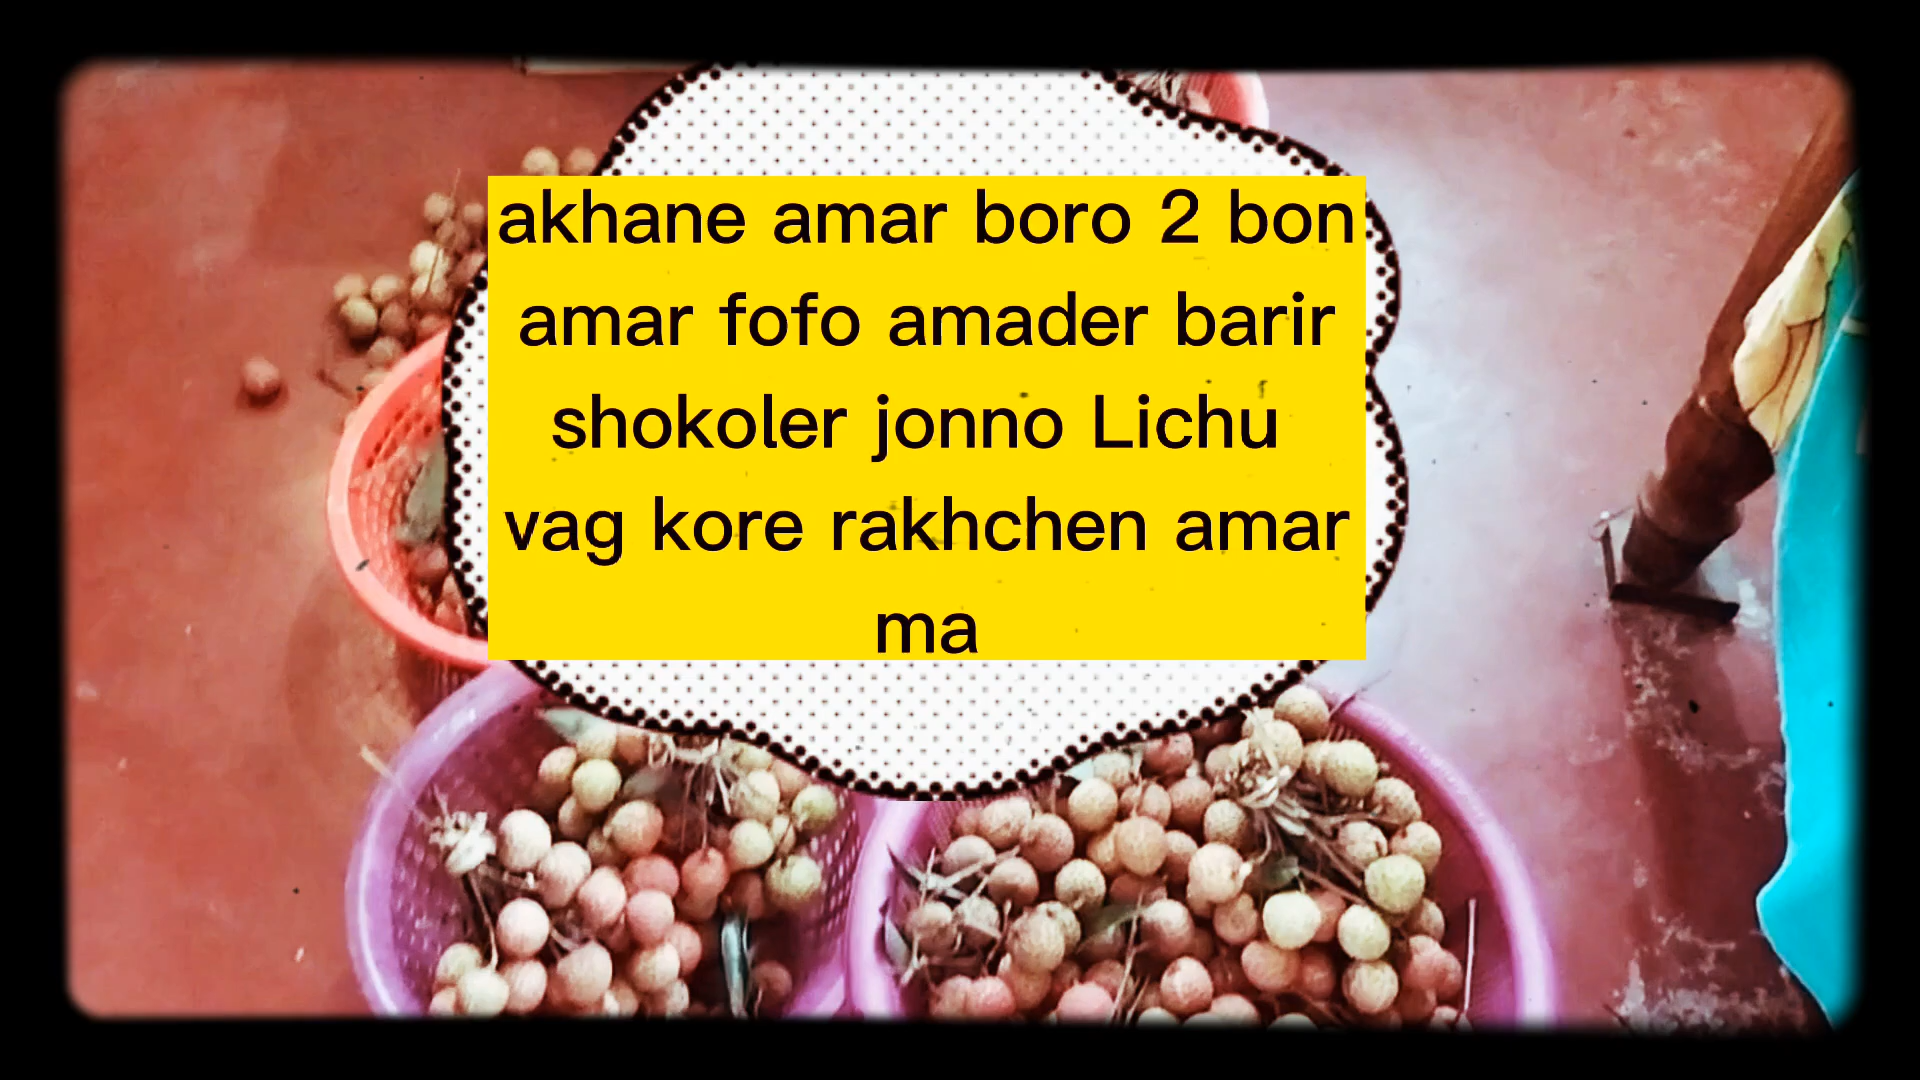 akhane amar boro 2 bon
amar fofo amader barir
shokoler jonno Lichu
vag kore rakhchen amar
ma